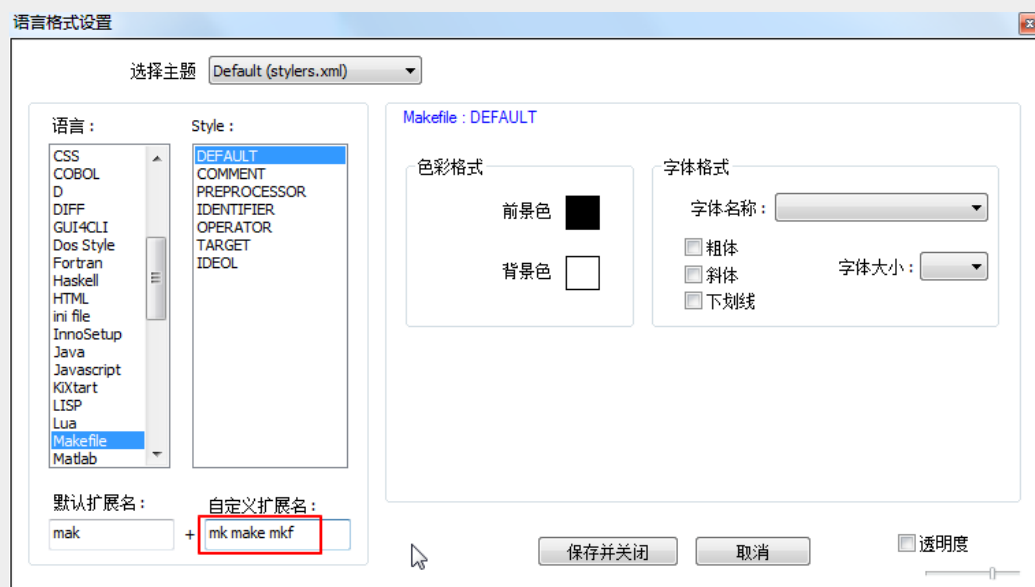 语言格式设置
选择主题 Default (stylers.xml)
语言：
CSS
COBOL
D
DIFF
GUI4CLI
Dos Style
Fortran
Haskell
HTML
ini file
InnoSetup
Java
Javascript
KiXtart
LISP
Lua
Makefile
Matlab
Style：
DEFAULT
COMMENT
PREPROCESSOR
IDENTIFIER
OPERATOR
TARGET
IDEOL
默认扩展名：
mak
+
自定义扩展名：
mk make mkf
Makefile : DEFAULT
色彩格式
前景色
背景色
字体格式
字体名称：
粗体
斜体
下划线
字体大小：
保存并关闭
取消
透明度